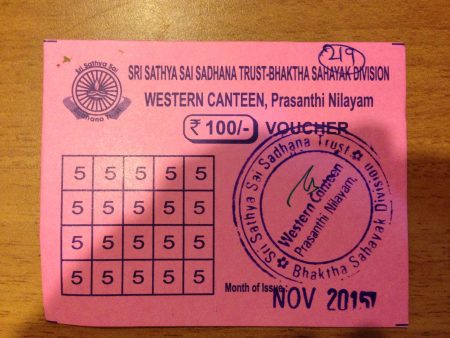 219
Sri Sathya Sai
Sadhana Trust
SRI SATHYA SAI SADHANA TRUST-BHAKTHA SAHAYAK DIVISION
WESTERN CANTEEN, Prasanthi Nilayam
₹ 100/- VOUCHER
5 5 5 5 5
5 5 5 5 5
5 5 5 5 5
5 5 5 5 5
Sri Sathya Sai Sadhana Trust
Bhaktha Sahayak Division
Western Canteen
Prasanthi Nilayam.
Month of Issue :
NOV 2015